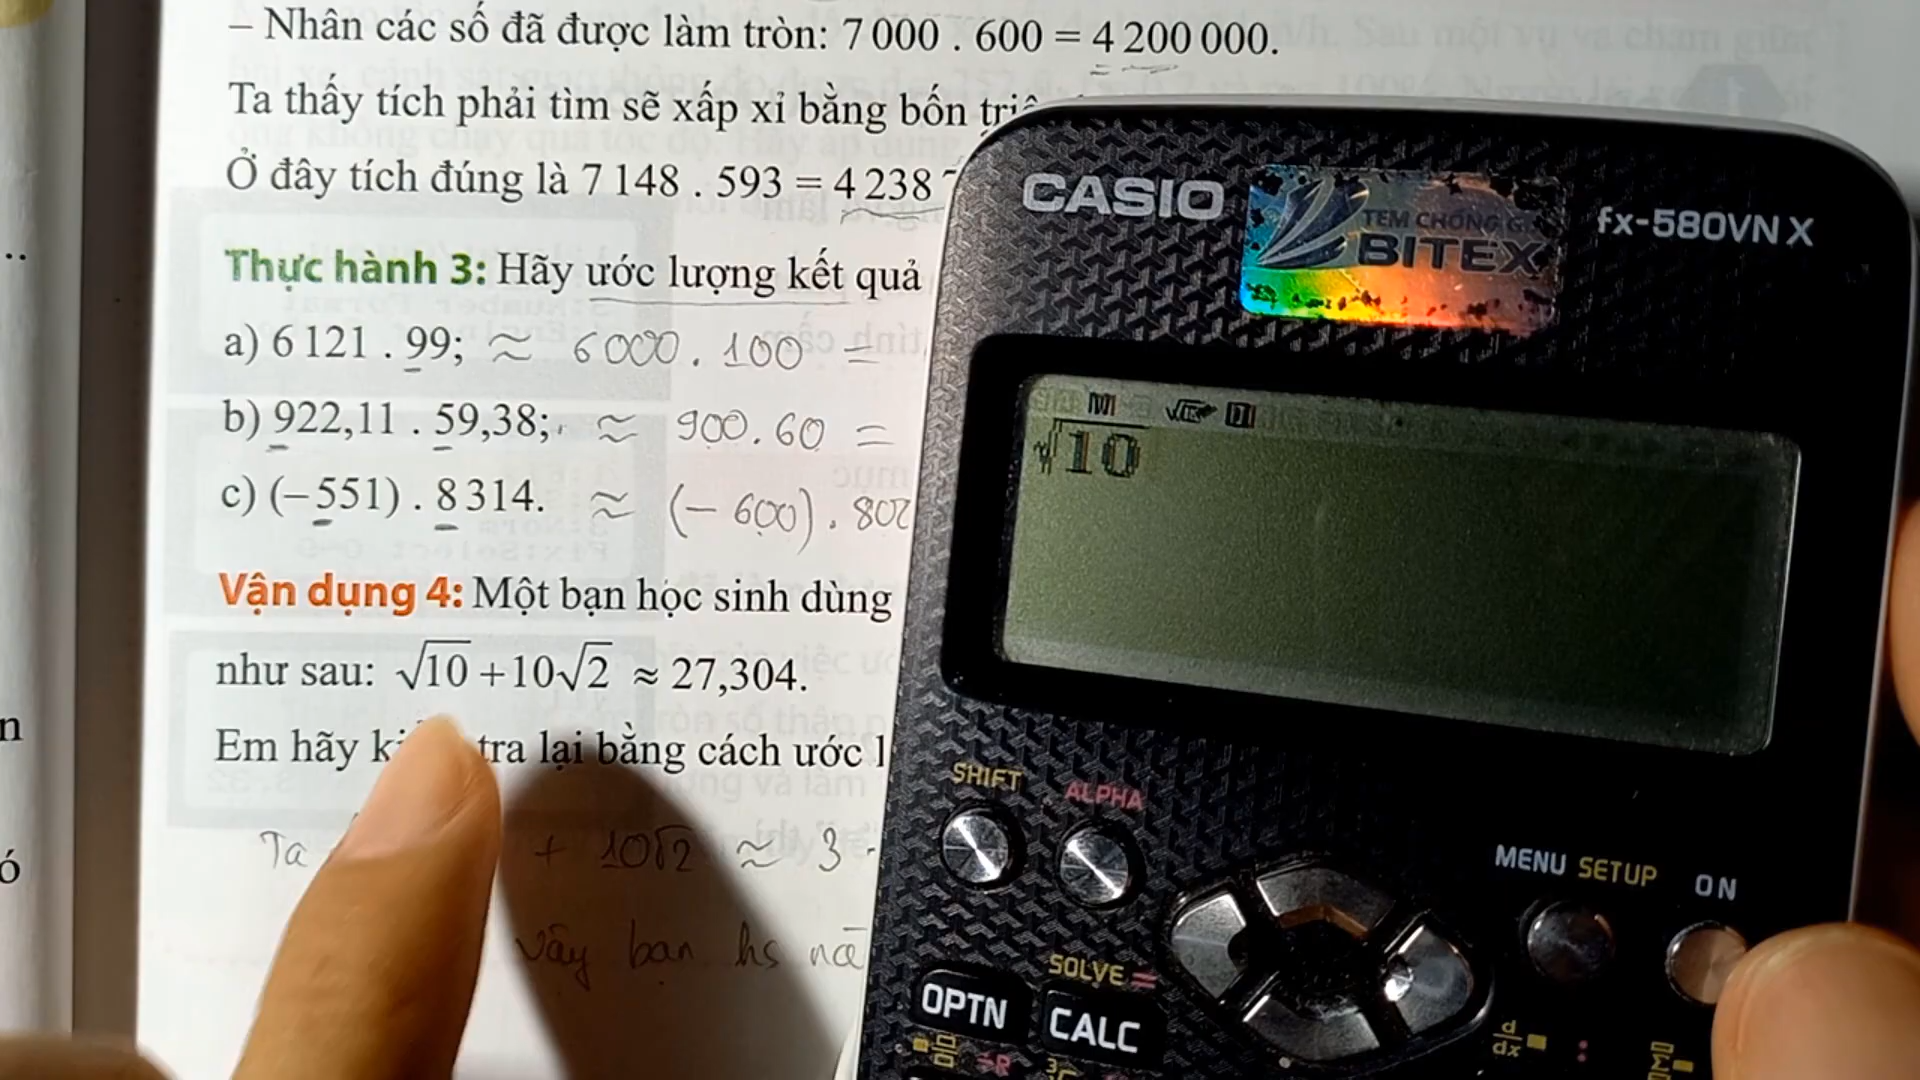 – Nhân các số đã được làm tròn: 7 000 . 600 = 4 200 000.
Ta thấy tích phải tìm sẽ xấp xỉ bằng bốn
Ở đây tích đúng là 7 148 . 593 = 4 238
Thực hành 3: Hãy ước lượng kết quả
a) 6 121 . 99; ≈ 6000 . 100 =
b) 922,11 . 59,38; ≈ 900 . 60 =
c) (–551) . 8 314. ≈ (– 600) .
Vận dụng 4: Một bạn học sinh dùng
như sau: √10 + 10√2 ≈ 27,304.
Em hãy tra lại bằng cách ước
Ta + 10√2 ≈ 3
vậy bạn hs
n
ó
CASIO
TEM CHỐNG
BITEX
fx-580VN X
√10
SHIFT
ALPHA
MENU SETUP
ON
SOLVE =
OPTN
CALC